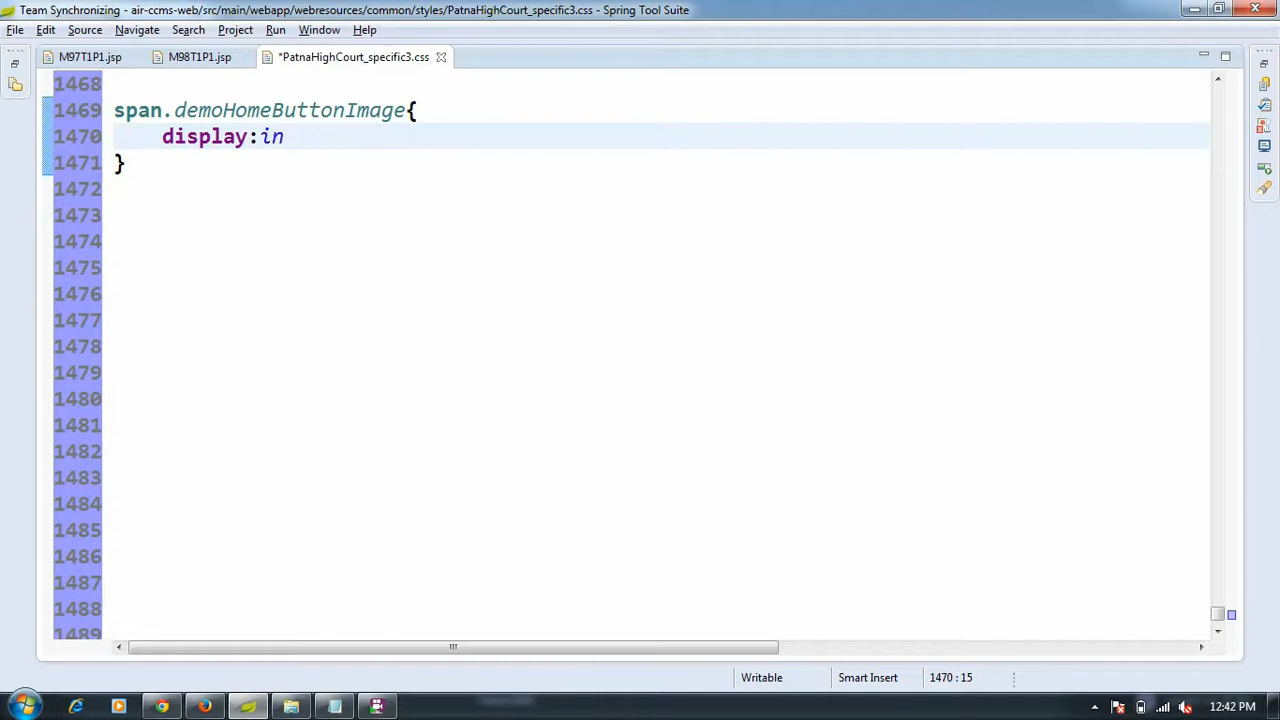 Team Synchronizing - air-ccms-web/src/main/webapp/webresources/common/styles/PatnaHighCourt_specific3.css - Spring Tool Suite
File Edit Source Navigate Search Project Run Window Help
M97T1P1.jsp M98T1P1.jsp *PatnaHighCourt_specific3.css
1468
1469 span.demoHomeButtonImage{
1470 display:in
1471 }
1472
1473
1474
1475
1476
1477
1478
1479
1480
1481
1482
1483
1484
1485
1486
1487
1488
1489
Writable Smart Insert 1470 : 15
12:42 PM